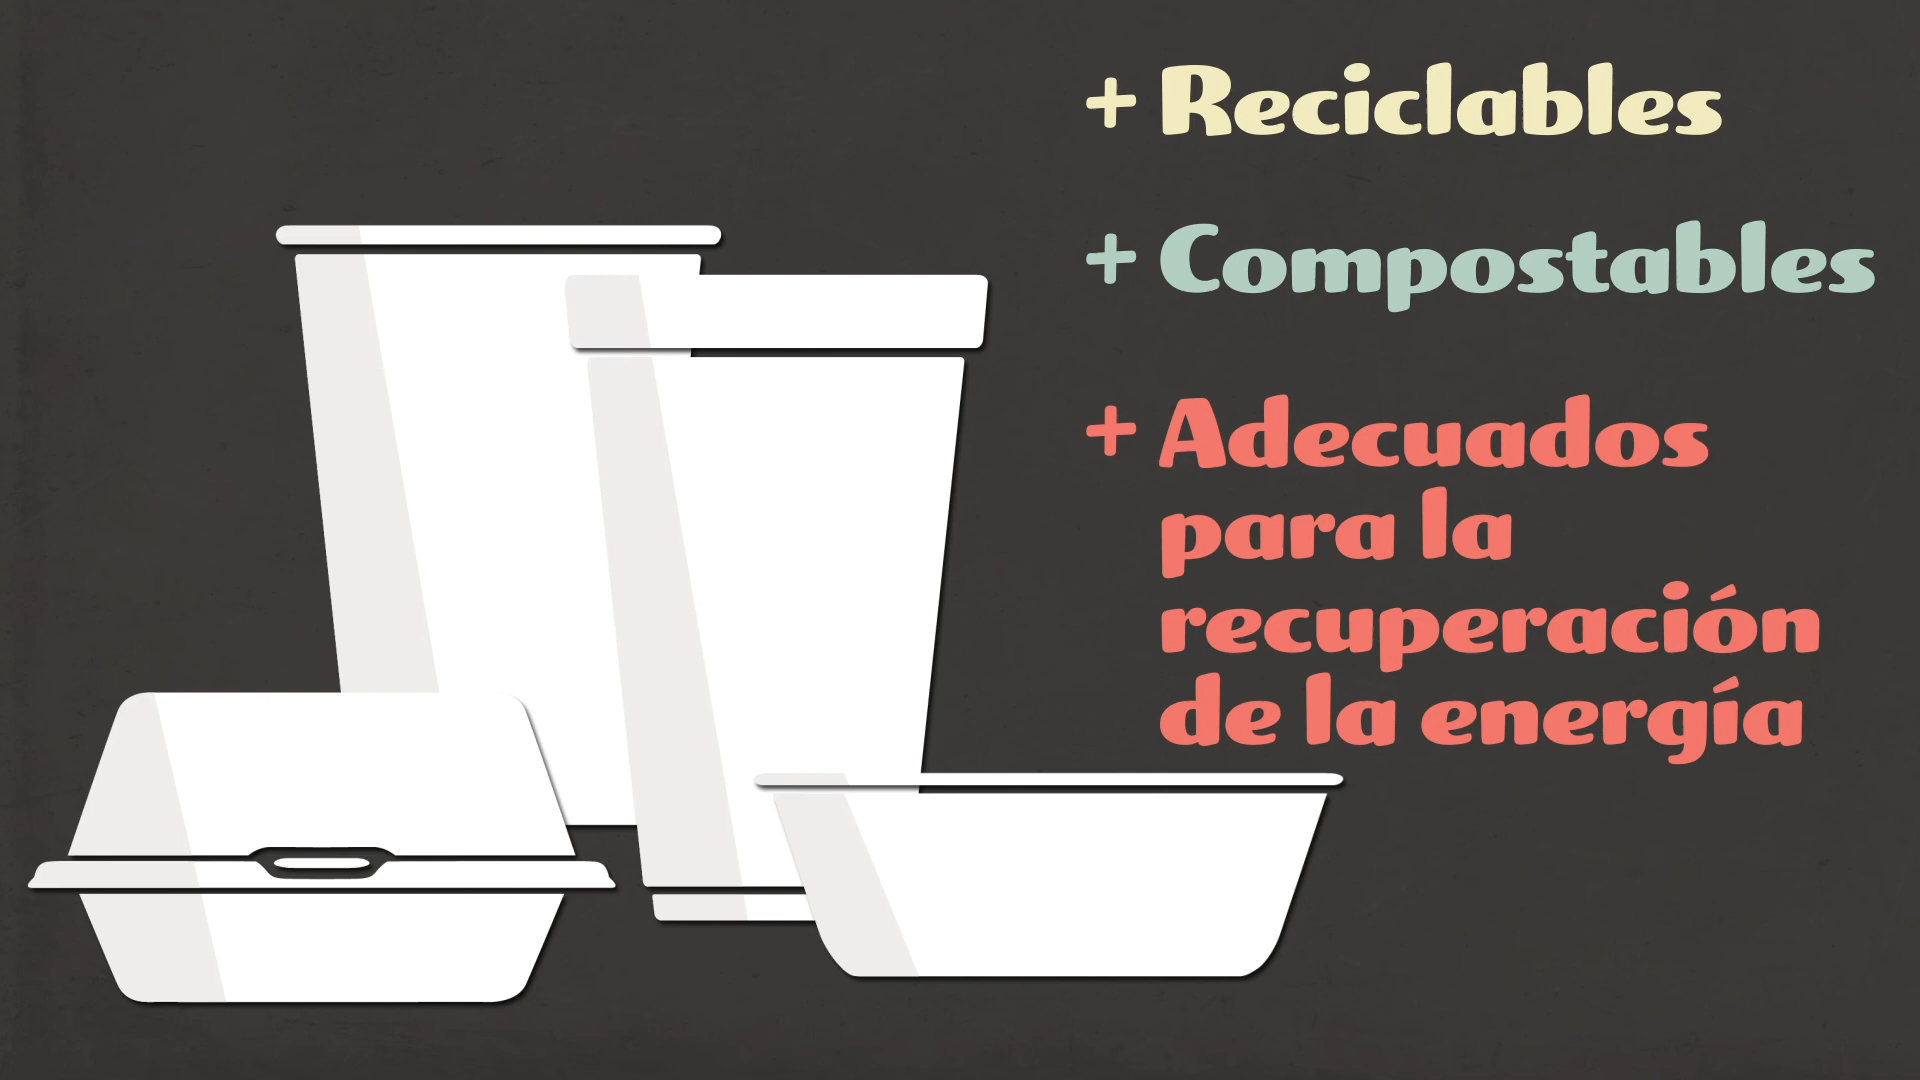 + Reciclables
+ Compostables
+ Adecuados
para la
recuperación
de la energía